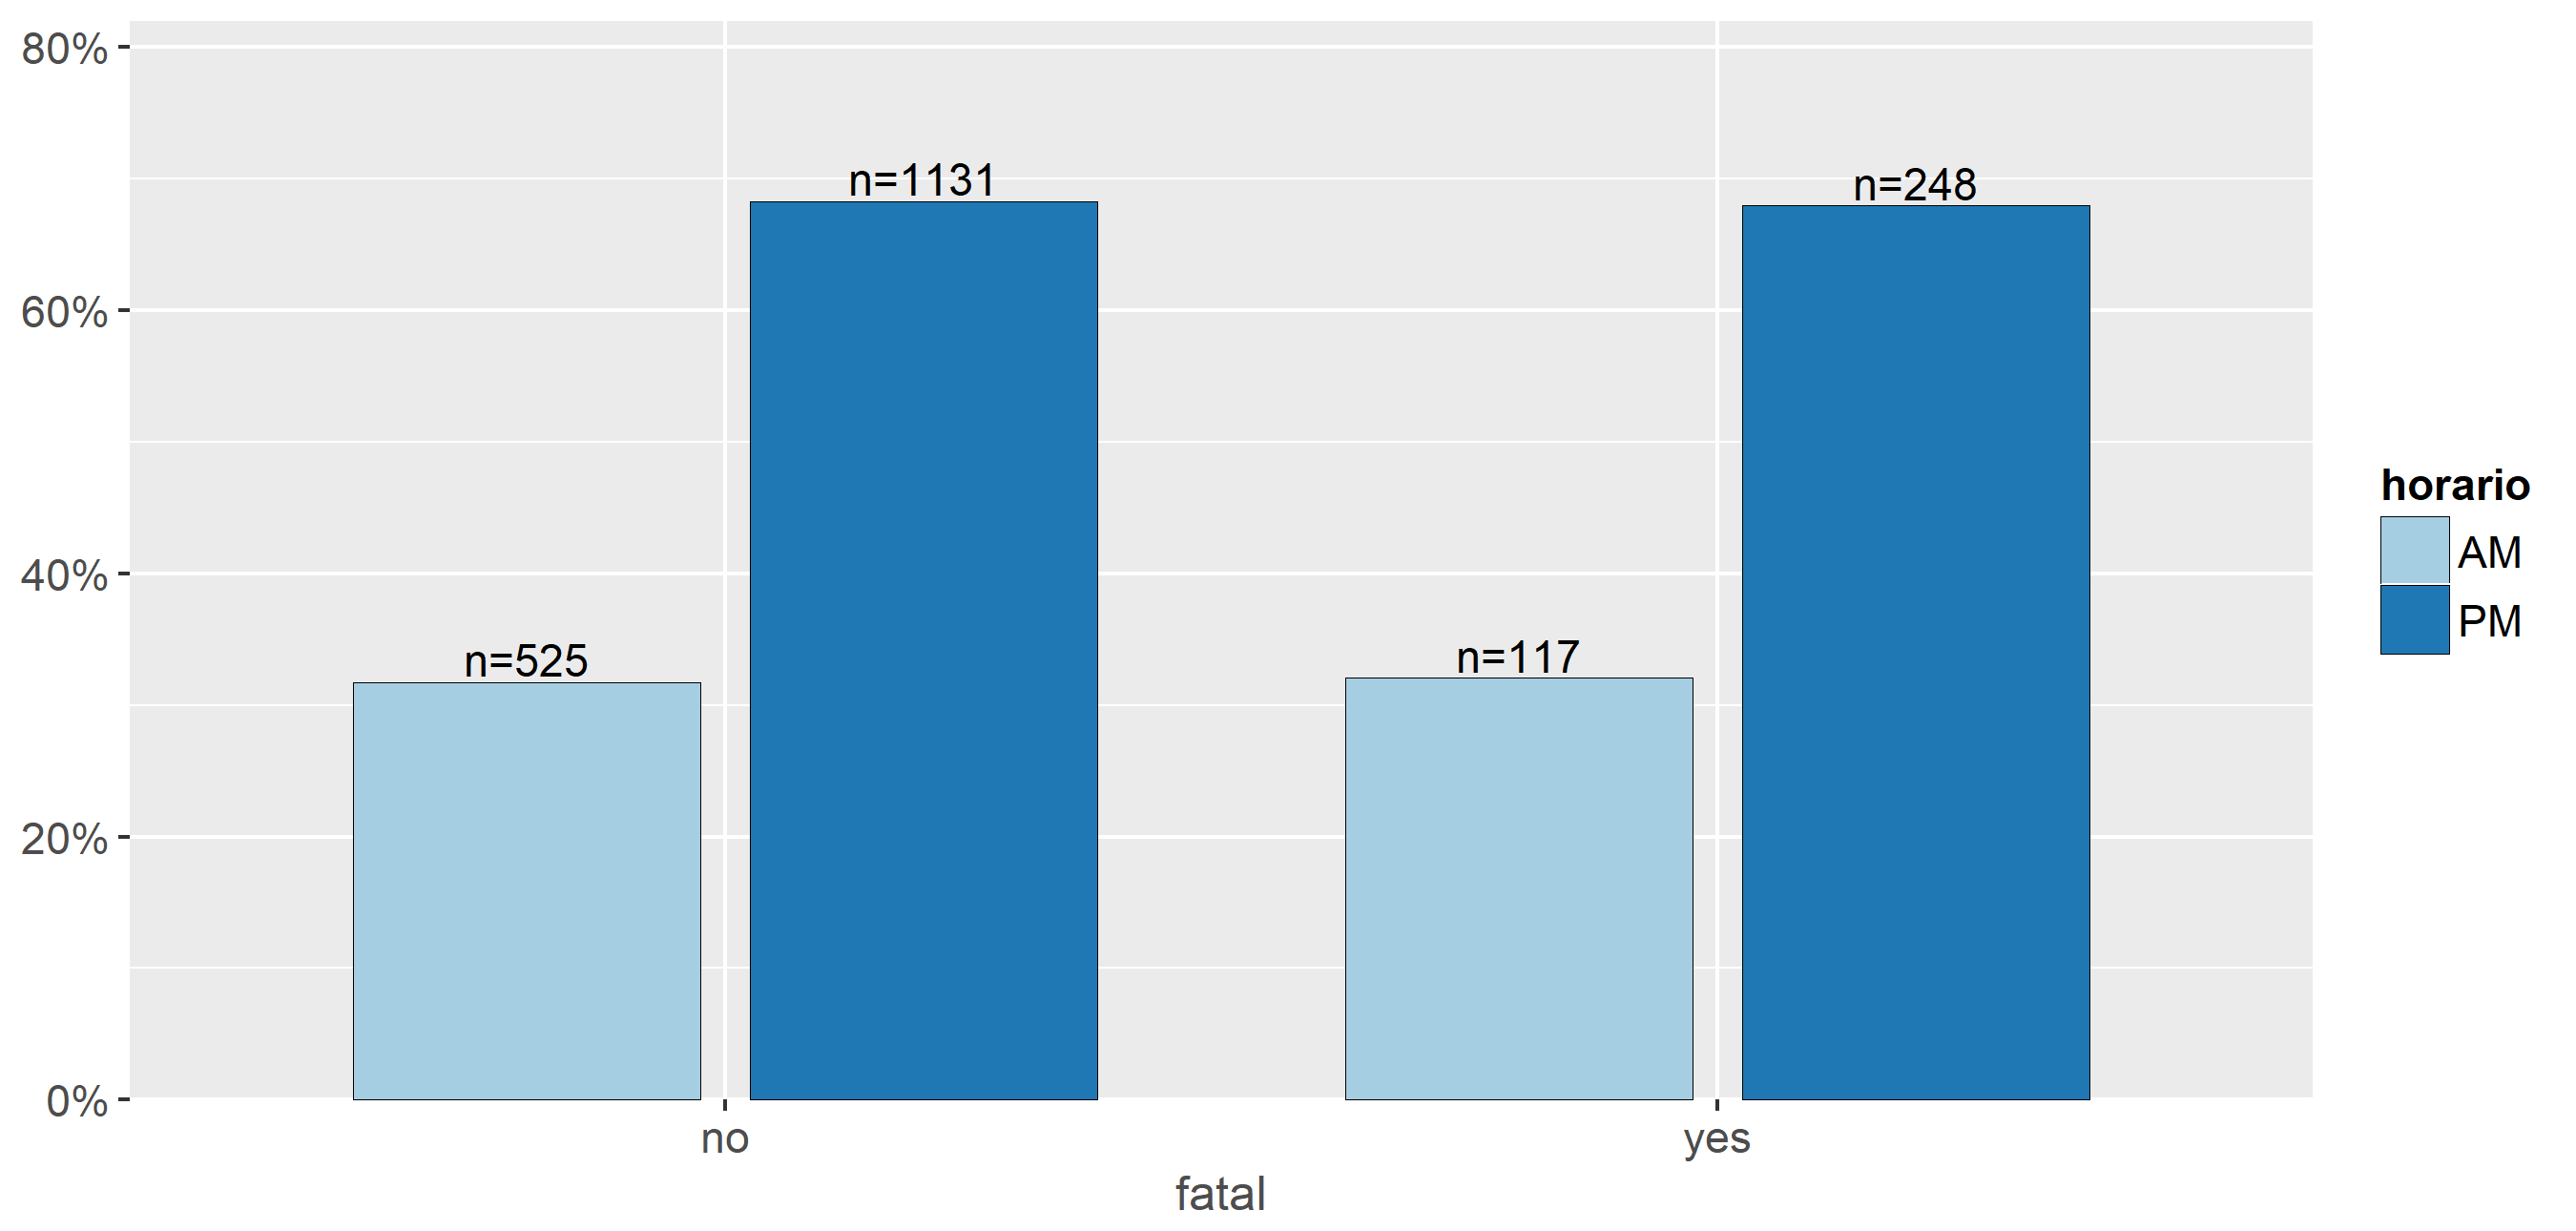 80%
60%
40%
20%
0%
n=525
n=1131
n=117
n=248
no
yes
fatal
horario
AM
PM